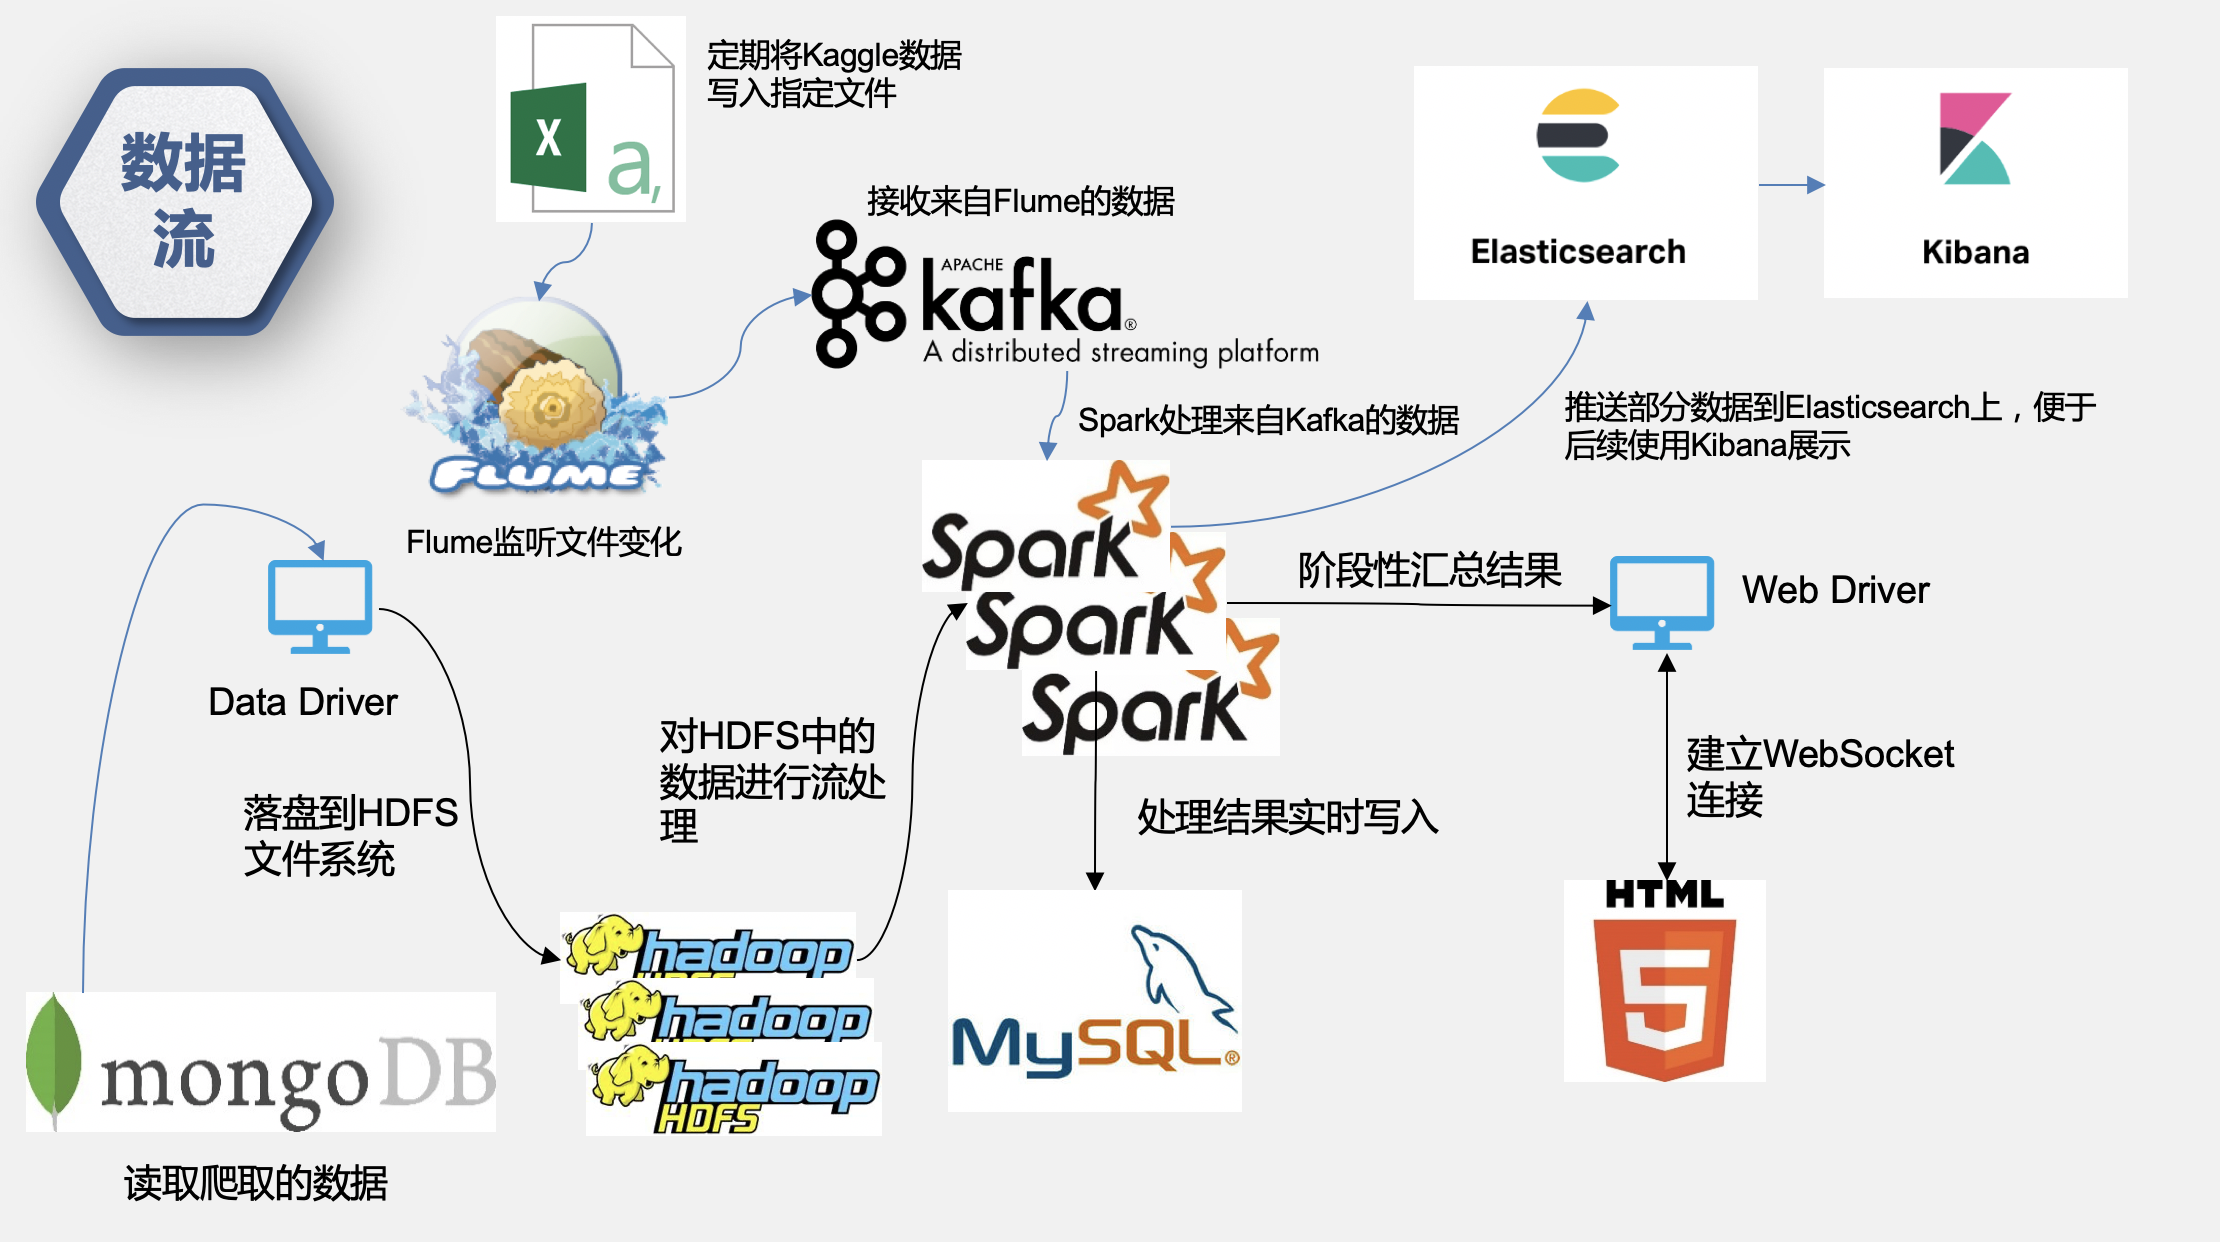 数据
流
定期将Kaggle数据
写入指定文件
X
a,
接收来自Flume的数据
APACHE
kafka®
A distributed streaming platform
Elasticsearch
Kibana
FLUME
Flume监听文件变化
Spark处理来自Kafka的数据
推送部分数据到Elasticsearch上，便于
后续使用Kibana展示
Spark
Spark
Spark
阶段性汇总结果
Web Driver
Data Driver
落盘到HDFS
文件系统
对HDFS中的
数据进行流处
理
处理结果实时写入
建立WebSocket
连接
hadoop
HDFS
hadoop
HDFS
hadoop
HDFS
MySQL®
HTML
5
mongoDB
读取爬取的数据